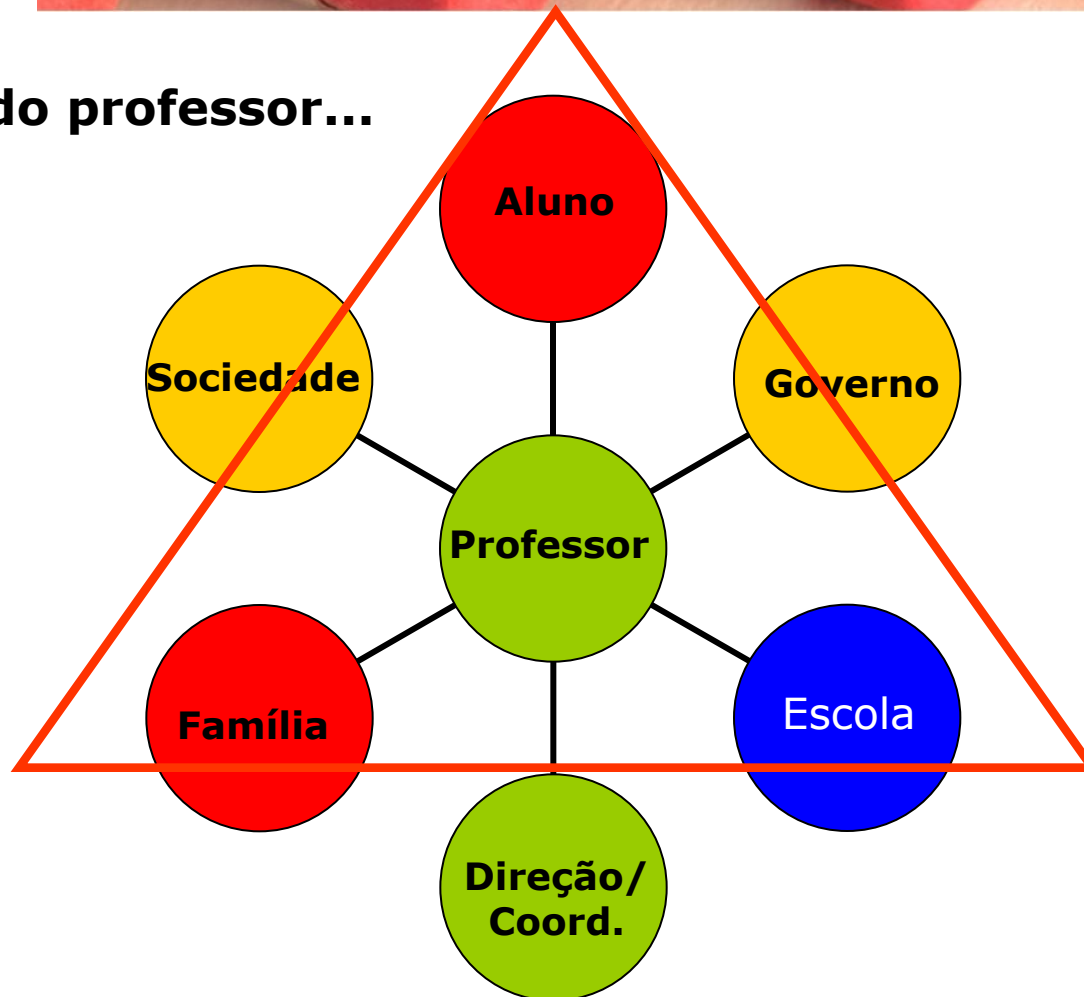 do professor...
Aluno
Sociedade
Governo
Professor
Família
Escola
Direção/
Coord.